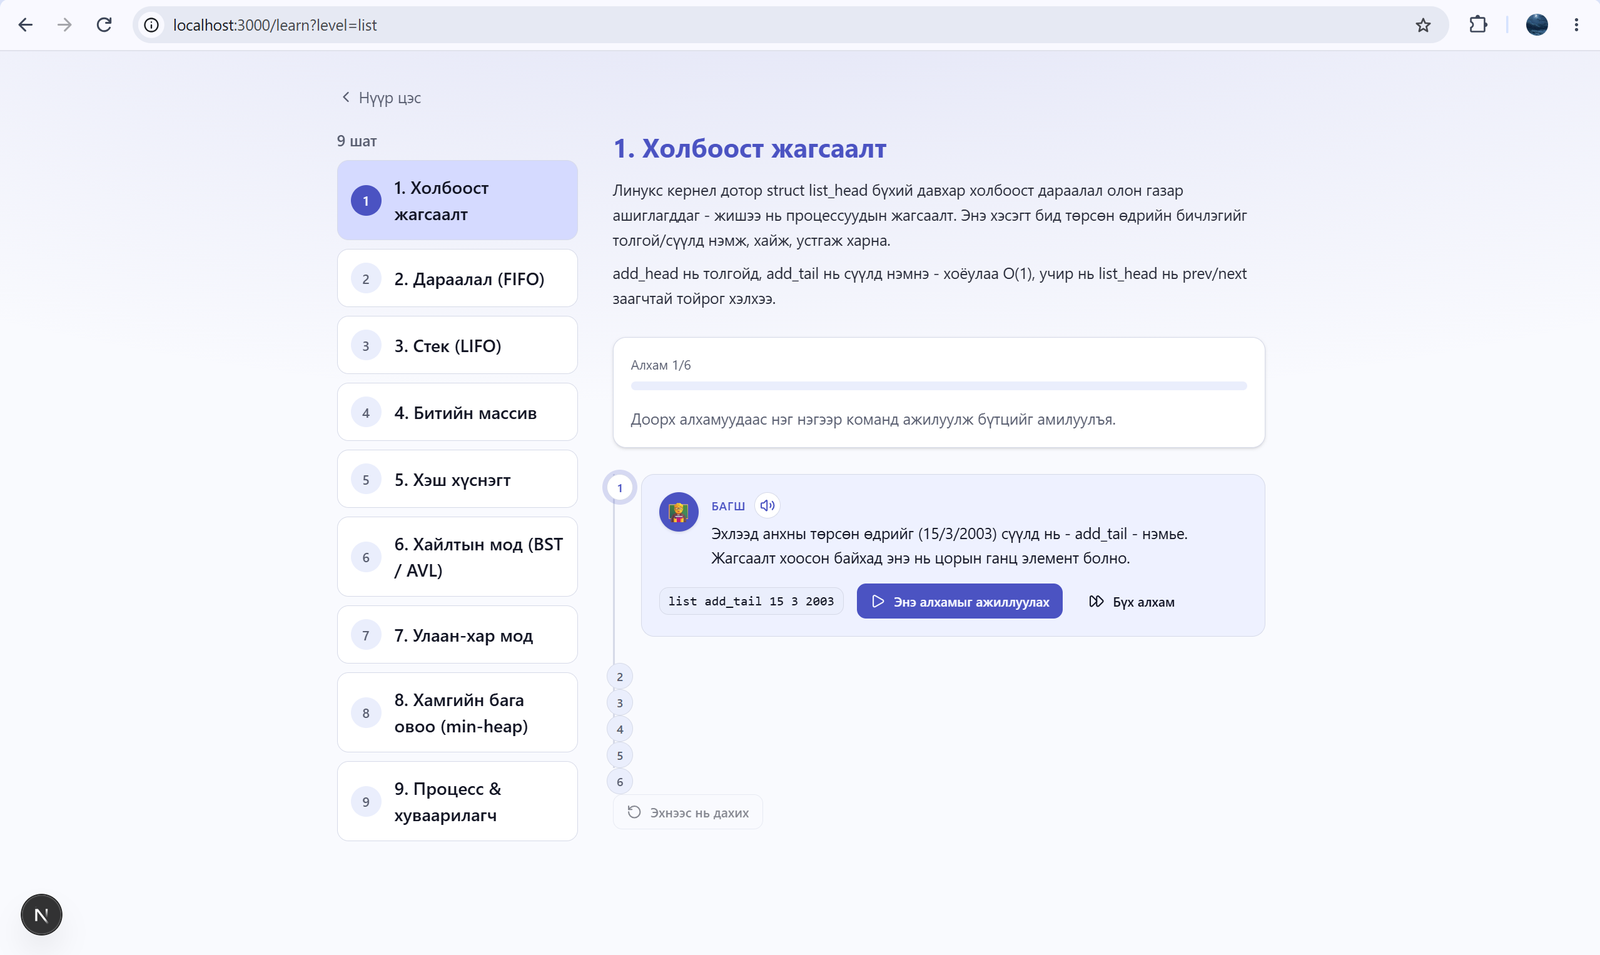 localhost:3000/learn?level=list
Нүүр цэс
9 шат
1
1. Холбоост
жагсаалт
2
2. Дараалал (FIFO)
3
3. Стек (LIFO)
4
4. Битийн массив
5
5. Хэш хүснэгт
6
6. Хайлтын мод (BST
/ AVL)
7
7. Улаан-хар мод
8
8. Хамгийн бага
овоо (min-heap)
9
9. Процесс &
хуваарилагч
1. Холбоост жагсаалт
Линукс кернел дотор struct list_head бүхий давхар холбоост дараалал олон газар
ашиглагддаг - жишээ нь процессуудын жагсаалт. Энэ хэсэгт бид төрсөн өдрийн бичлэгийг
толгой/сүүлд нэмж, хайж, устгаж харна.
add_head нь толгойд, add_tail нь сүүлд нэмнэ - хоёулаа O(1), учир нь list_head нь prev/next
заагчтай тойрог хэлхээ.
Алхам 1/6
Доорх алхамуудаас нэг нэгээр команд ажилуулж бүтцийг амилуулъя.
1
БАГШ
Эхлээд анхны төрсөн өдрийг (15/3/2003) сүүлд нь - add_tail - нэмье.
Жагсаалт хоосон байхад энэ нь цорын ганц элемент болно.
list add_tail 15 3 2003
Энэ алхамыг ажиллуулах
Бүх алхам
2
3
4
5
6
Эхнээс нь дахих
N